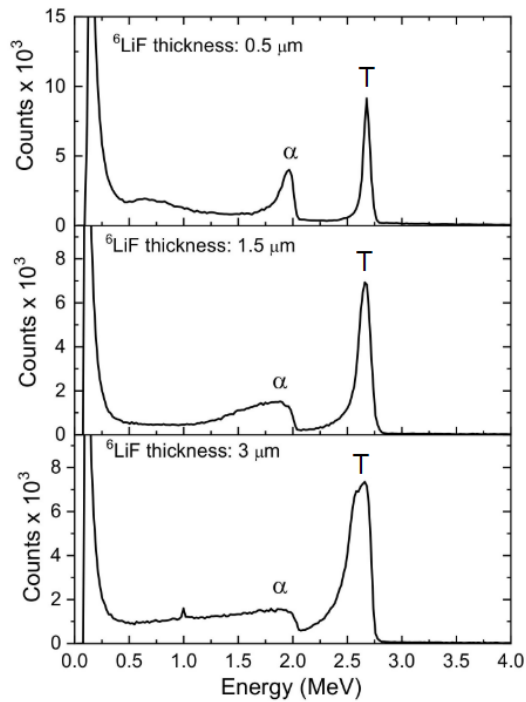 ⁶LiF thickness: 0.5 μm
Counts x 10³
15
10
5
0
α
T
⁶LiF thickness: 1.5 μm
Counts x 10³
8
6
4
2
0
α
T
⁶LiF thickness: 3 μm
Counts x 10³
8
6
4
2
0
α
T
0.0 0.5 1.0 1.5 2.0 2.5 3.0 3.5 4.0
Energy (MeV)